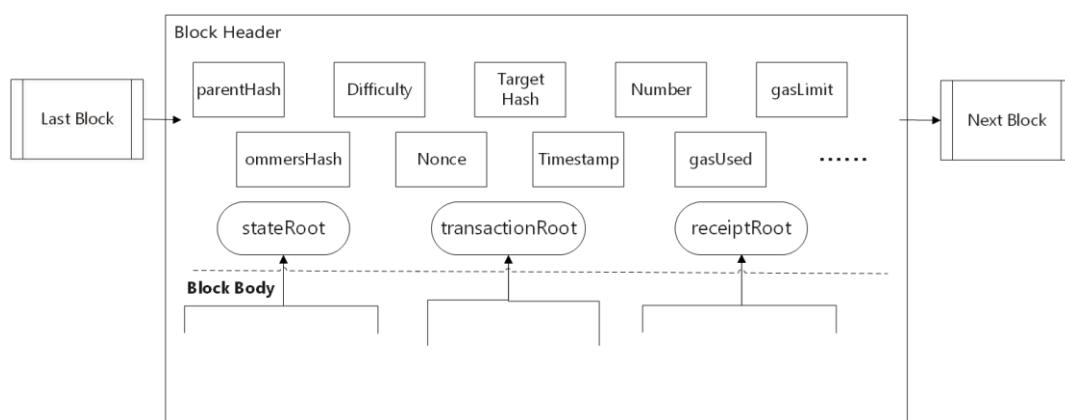 Block Header
parentHash
Difficulty
Target
Hash
Number
gasLimit
Last Block
Next Block
ommersHash
Nonce
Timestamp
gasUsed
......
stateRoot
transactionRoot
receiptRoot
Block Body